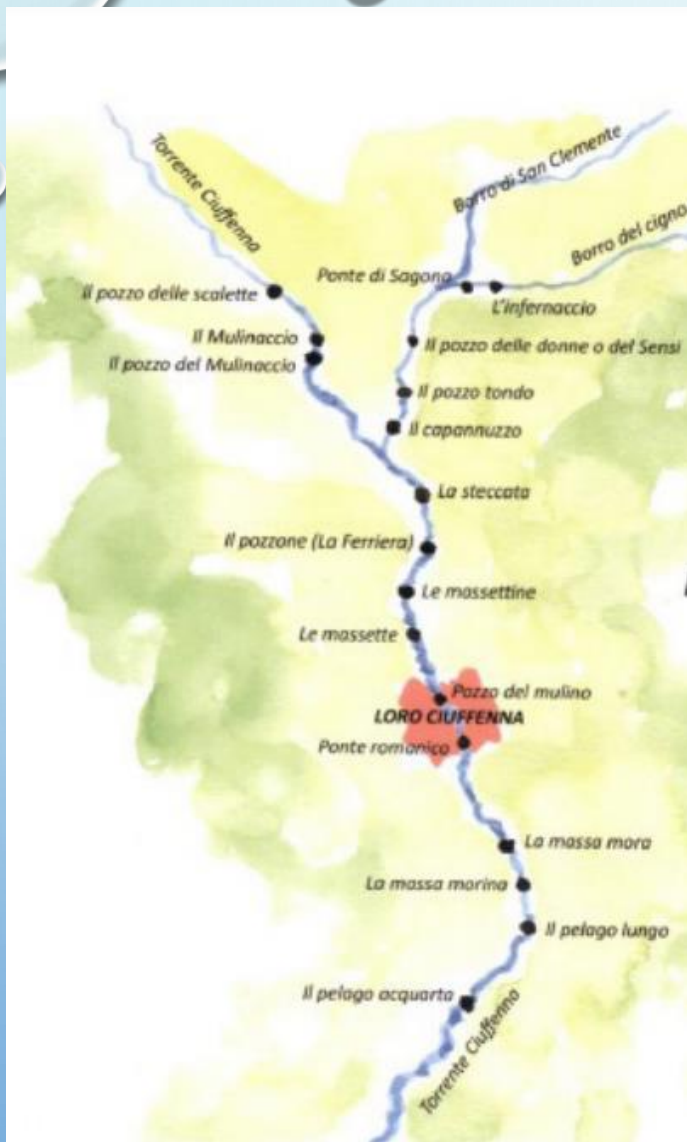 Torrente Ciuffenna
Borro di San Clemente
Borro del cigno
Ponte di Sagona
Il pozzo delle scalette
L'infernaccio
Il Mulinaccio
Il pozzo delle donne o del Sensi
Il pozzo del Mulinaccio
Il pozzo tondo
Il capannuzzo
La steccata
Il pozzone (La Ferriera)
Le massettine
Le massette
Pozzo del mulino
LORO CIUFFENNA
Ponte romanico
La massa mora
La massa marina
Il pelago lungo
Il pelago acquarta
Torrente Ciuffenna